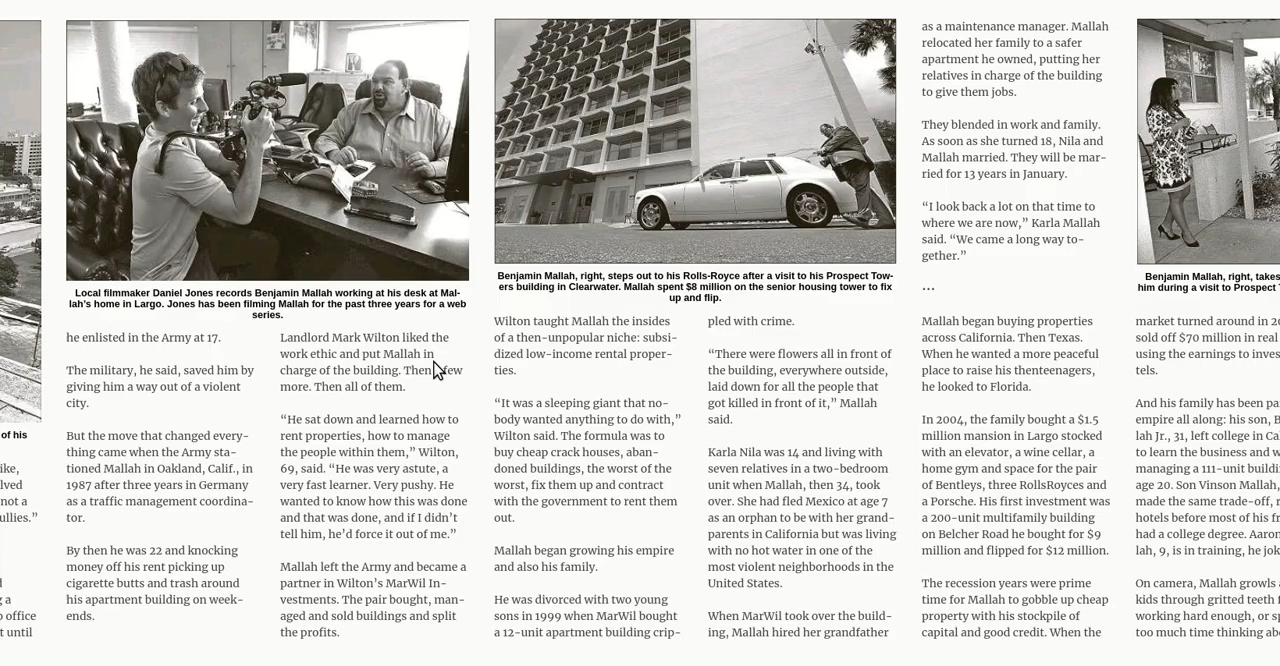 of his
ike,
lved
not a
ullies.”
g a
o office
t until
Local filmmaker Daniel Jones records Benjamin Mallah working at his desk at Mal-
lah’s home in Largo. Jones has been filming Mallah for the past three years for a web
series.
he enlisted in the Army at 17.
The military, he said, saved him by
giving him a way out of a violent
city.
But the move that changed every-
thing came when the Army sta-
tioned Mallah in Oakland, Calif., in
1987 after three years in Germany
as a traffic management coordina-
tor.
By then he was 22 and knocking
money off his rent picking up
cigarette butts and trash around
his apartment building on week-
ends.
Landlord Mark Wilton liked the
work ethic and put Mallah in
charge of the building. Then few
more. Then all of them.
“He sat down and learned how to
rent properties, how to manage
the people within them,” Wilton,
69, said. “He was very astute, a
very fast learner. Very pushy. He
wanted to know how this was done
and that was done, and if I didn’t
tell him, he’d force it out of me.”
Mallah left the Army and became a
partner in Wilton’s MarWil In-
vestments. The pair bought, man-
aged and sold buildings and split
the profits.
Benjamin Mallah, right, steps out to his Rolls-Royce after a visit to his Prospect Tow-
ers building in Clearwater. Mallah spent $8 million on the senior housing tower to fix
up and flip.
Wilton taught Mallah the insides
of a then-unpopular niche: subsi-
dized low-income rental proper-
ties.
“It was a sleeping giant that no-
body wanted anything to do with,”
Wilton said. The formula was to
buy cheap crack houses, aban-
doned buildings, the worst of the
worst, fix them up and contract
with the government to rent them
out.
Mallah began growing his empire
and also his family.
He was divorced with two young
sons in 1999 when MarWil bought
a 12-unit apartment building crip-
pled with crime.
“There were flowers all in front of
the building, everywhere outside,
laid down for all the people that
got killed in front of it,” Mallah
said.
Karla Nila was 14 and living with
seven relatives in a two-bedroom
unit when Mallah, then 34, took
over. She had fled Mexico at age 7
as an orphan to be with her grand-
parents in California but was living
with no hot water in one of the
most violent neighborhoods in the
United States.
When MarWil took over the build-
ing, Mallah hired her grandfather
as a maintenance manager. Mallah
relocated her family to a safer
apartment he owned, putting her
relatives in charge of the building
to give them jobs.
They blended in work and family.
As soon as she turned 18, Nila and
Mallah married. They will be mar-
ried for 13 years in January.
“I look back a lot on that time to
where we are now,” Karla Mallah
said. “We came a long way to-
gether.”
...
Mallah began buying properties
across California. Then Texas.
When he wanted a more peaceful
place to raise his thenteenagers,
he looked to Florida.
In 2004, the family bought a $1.5
million mansion in Largo stocked
with an elevator, a wine cellar, a
home gym and space for the pair
of Bentleys, three RollsRoyces and
a Porsche. His first investment was
a 200-unit multifamily building
on Belcher Road he bought for $9
million and flipped for $12 million.
The recession years were prime
time for Mallah to gobble up cheap
property with his stockpile of
capital and good credit. When the
Benjamin Mallah, right, takes
him during a visit to Prospect T
market turned around in 20
sold off $70 million in real
using the earnings to inves
tels.
And his family has been pa
empire all along: his son, B
lah Jr., 31, left college in Ca
to learn the business and w
managing a 111-unit buildi
age 20. Son Vinson Mallah,
made the same trade-off, r
hotels before most of his fr
had a college degree. Aaron
lah, 9, is in training, he jok
On camera, Mallah growls a
kids through gritted teeth f
working hard enough, or sp
too much time thinking abo